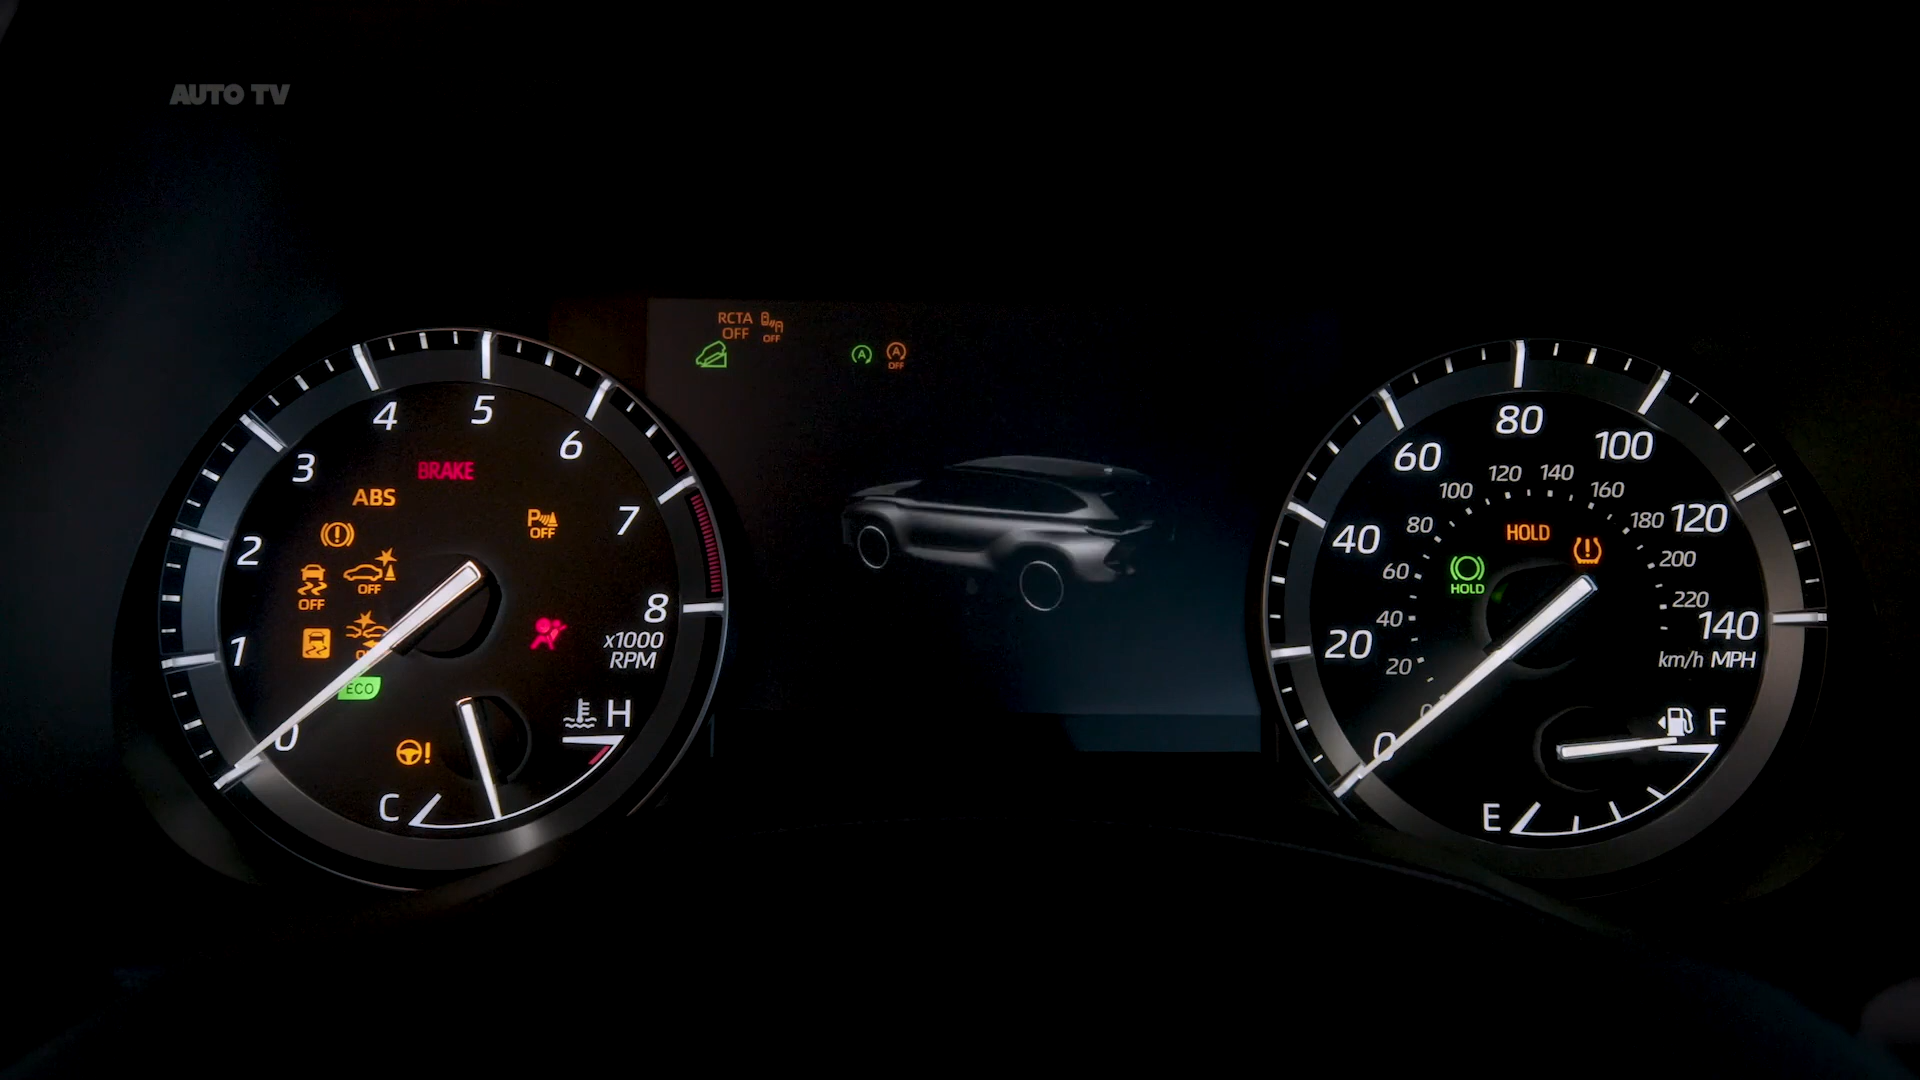 AUTO TV
RCTA
OFF
OFF
A
A
OFF
4
5
6
3
7
2
8
1
0
x1000
RPM
BRAKE
ABS
P
OFF
OFF
OFF
ECO
H
C
80
60
100
40
120
20
140
0
100
120
140
160
80
180
60
200
40
220
20
km/h MPH
HOLD
HOLD
F
E